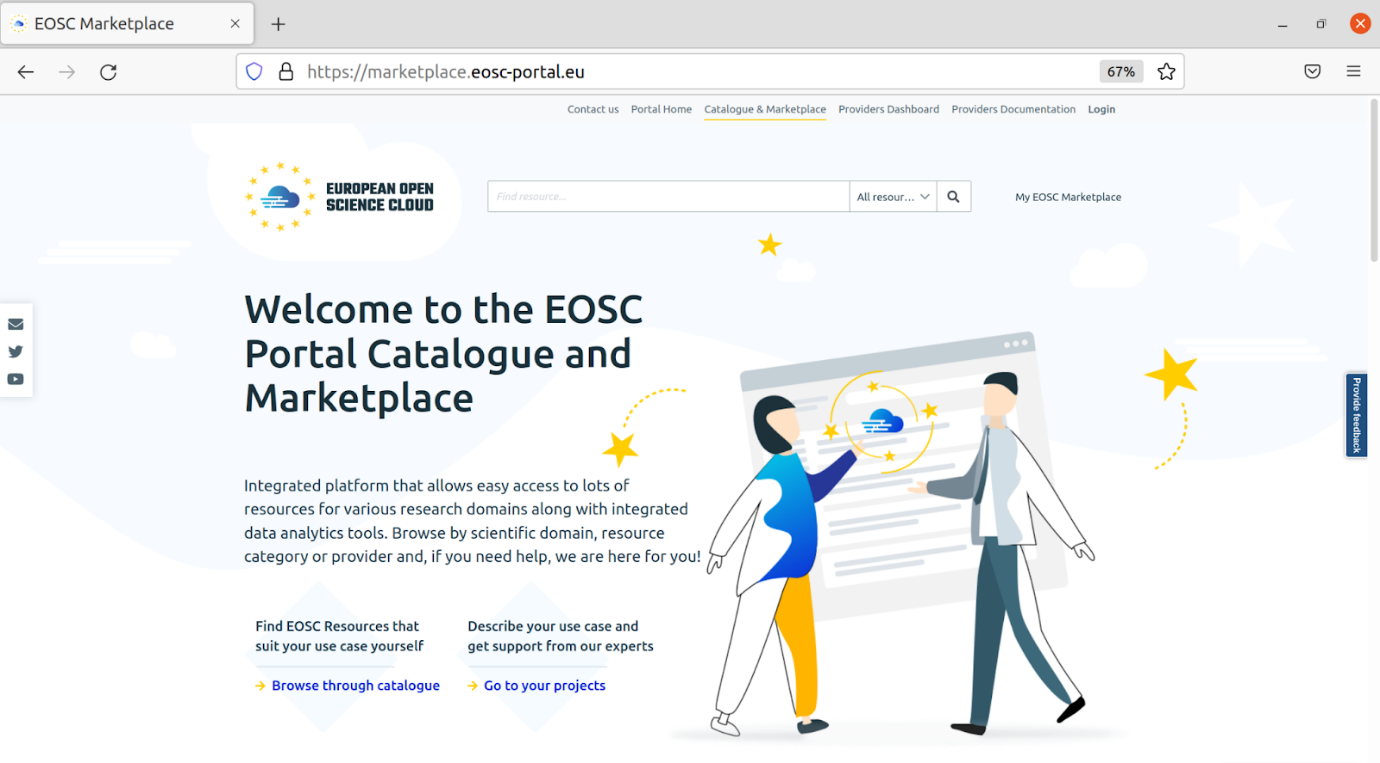 EOSC Marketplace
https://marketplace.eosc-portal.eu
67%
Contact us Portal Home Catalogue & Marketplace Providers Dashboard Providers Documentation Login
EUROPEAN OPEN
SCIENCE CLOUD
Find resource...
All resour...
My EOSC Marketplace
Welcome to the EOSC
Portal Catalogue and
Marketplace
Provide feedback
Integrated platform that allows easy access to lots of
resources for various research domains along with integrated
data analytics tools. Browse by scientific domain, resource
category or provider and, if you need help, we are here for you!
Find EOSC Resources that
suit your use case yourself
Browse through catalogue
Describe your use case and
get support from our experts
Go to your projects